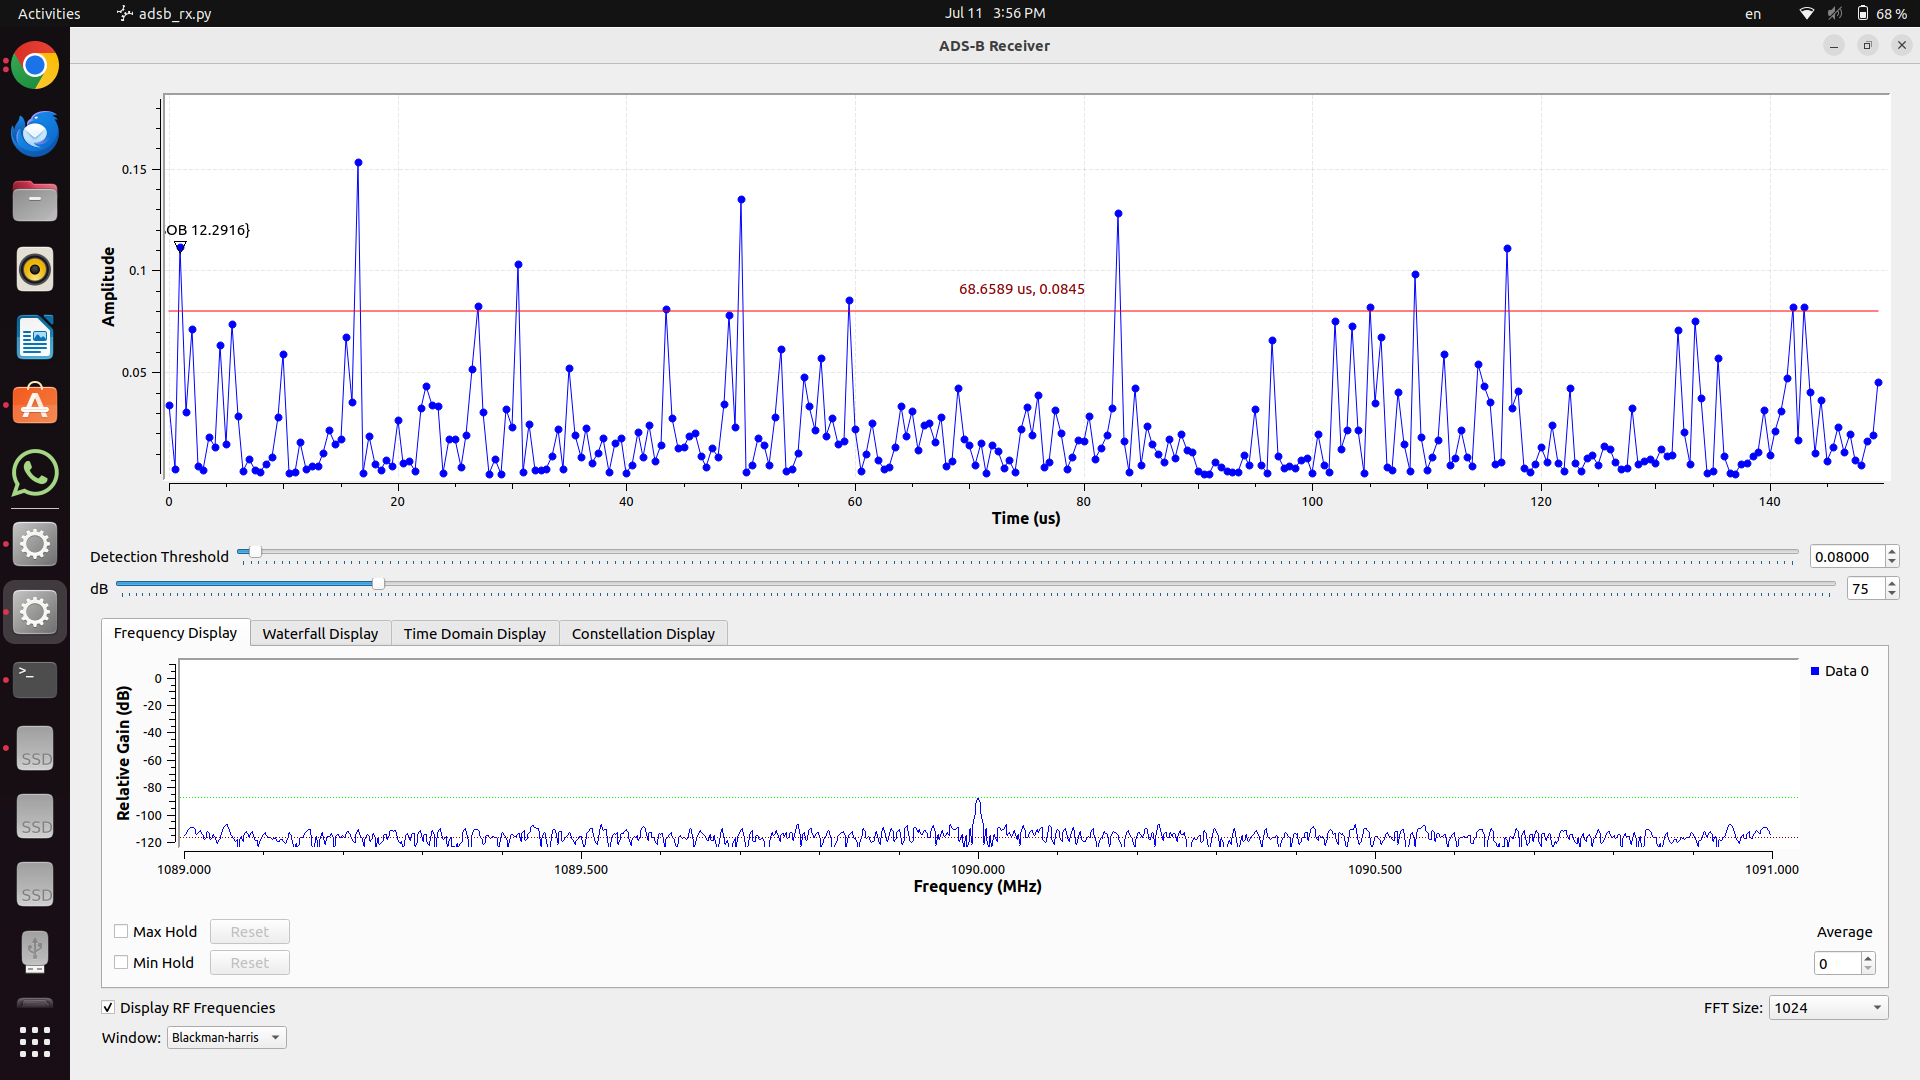 Activities
adsb_rx.py
Jul 11 3:56 PM
en
68 %
ADS-B Receiver
Amplitude
0.15
0.1
0.05
OB 12.2916}
68.6589 us, 0.0845
0 20 40 60 80 100 120 140
Time (us)
Detection Threshold
0.08000
dB
75
Frequency Display
Waterfall Display
Time Domain Display
Constellation Display
Relative Gain (dB)
0
-20
-40
-60
-80
-100
-120
Data 0
1089.000 1089.500 1090.000 1090.500 1091.000
Frequency (MHz)
Max Hold
Reset
Average
Min Hold
Reset
0
Display RF Frequencies
FFT Size:
1024
Window:
Blackman-harris
>_
SSD
SSD
SSD